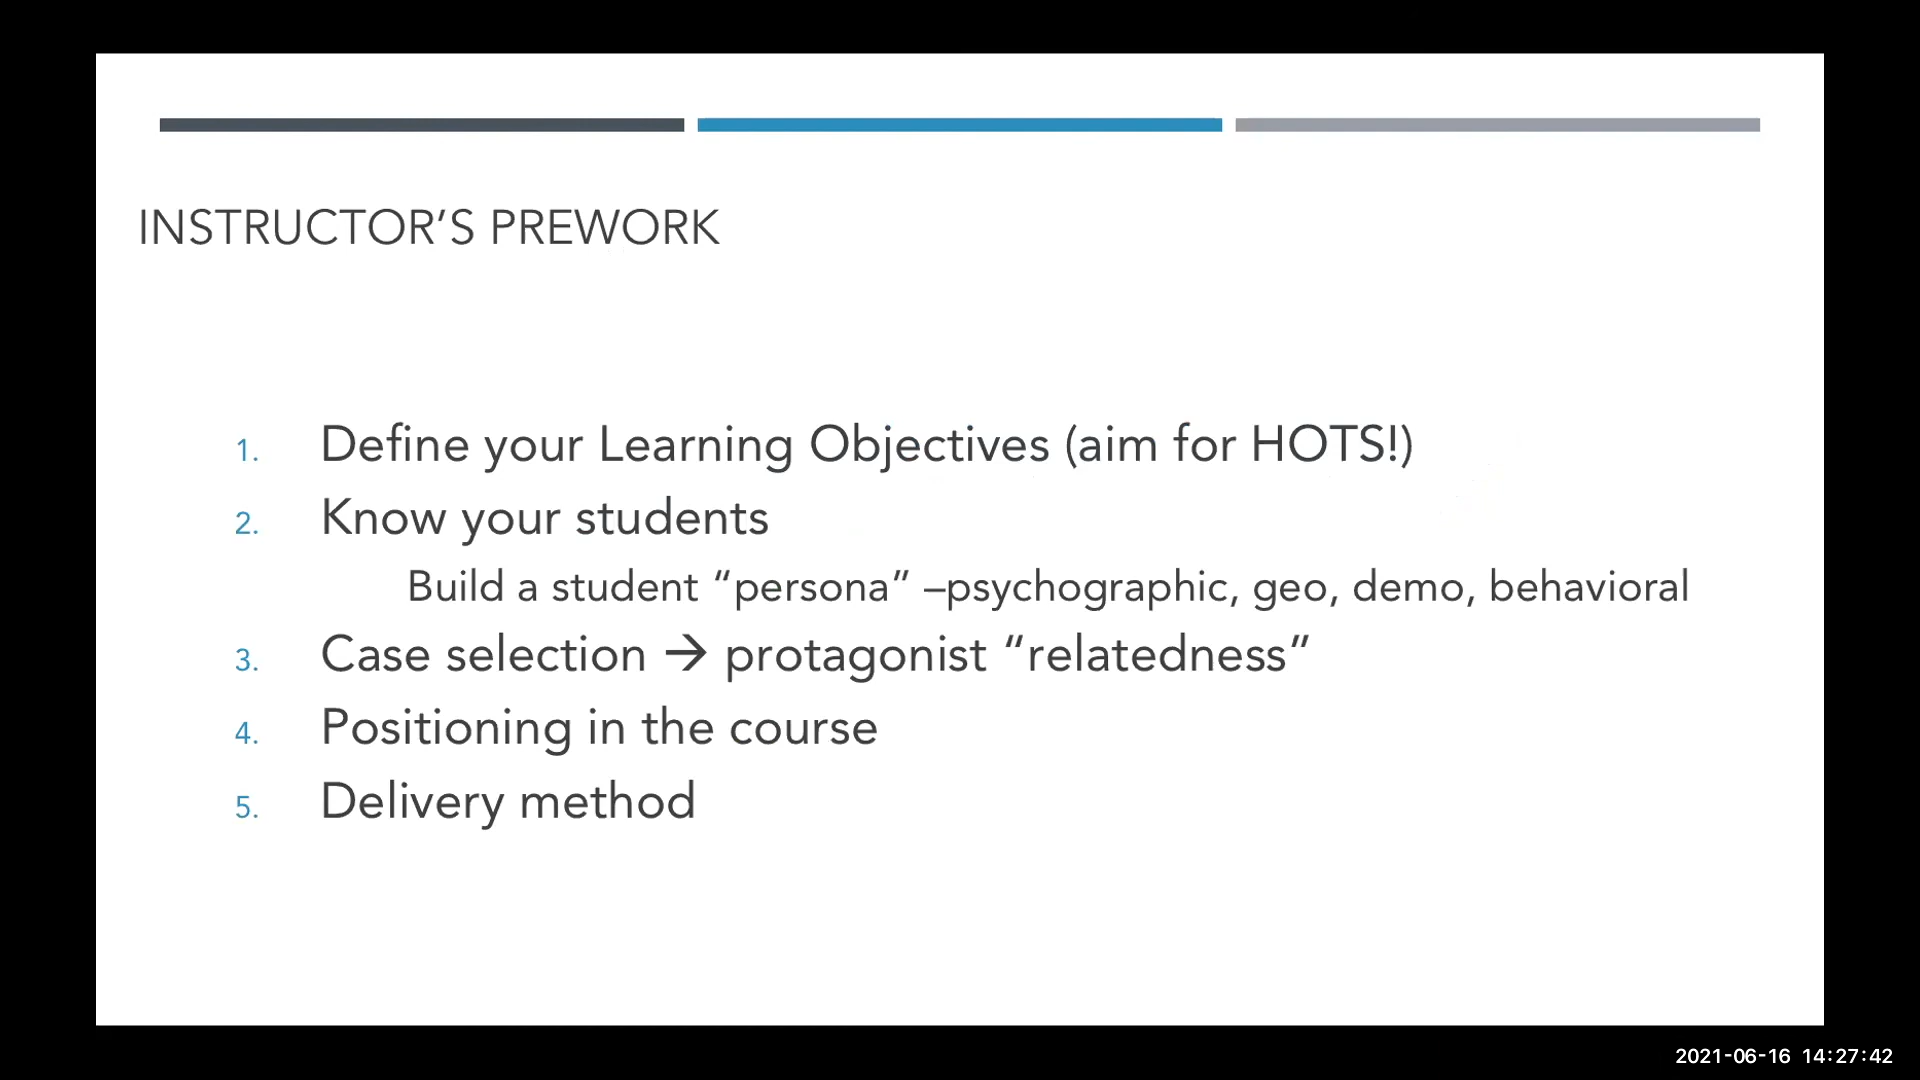 INSTRUCTOR’S PREWORK
1. Define your Learning Objectives (aim for HOTS!)
2. Know your students
Build a student “persona” –psychographic, geo, demo, behavioral
3. Case selection → protagonist “relatedness”
4. Positioning in the course
5. Delivery method
2021-06-16 14:27:42